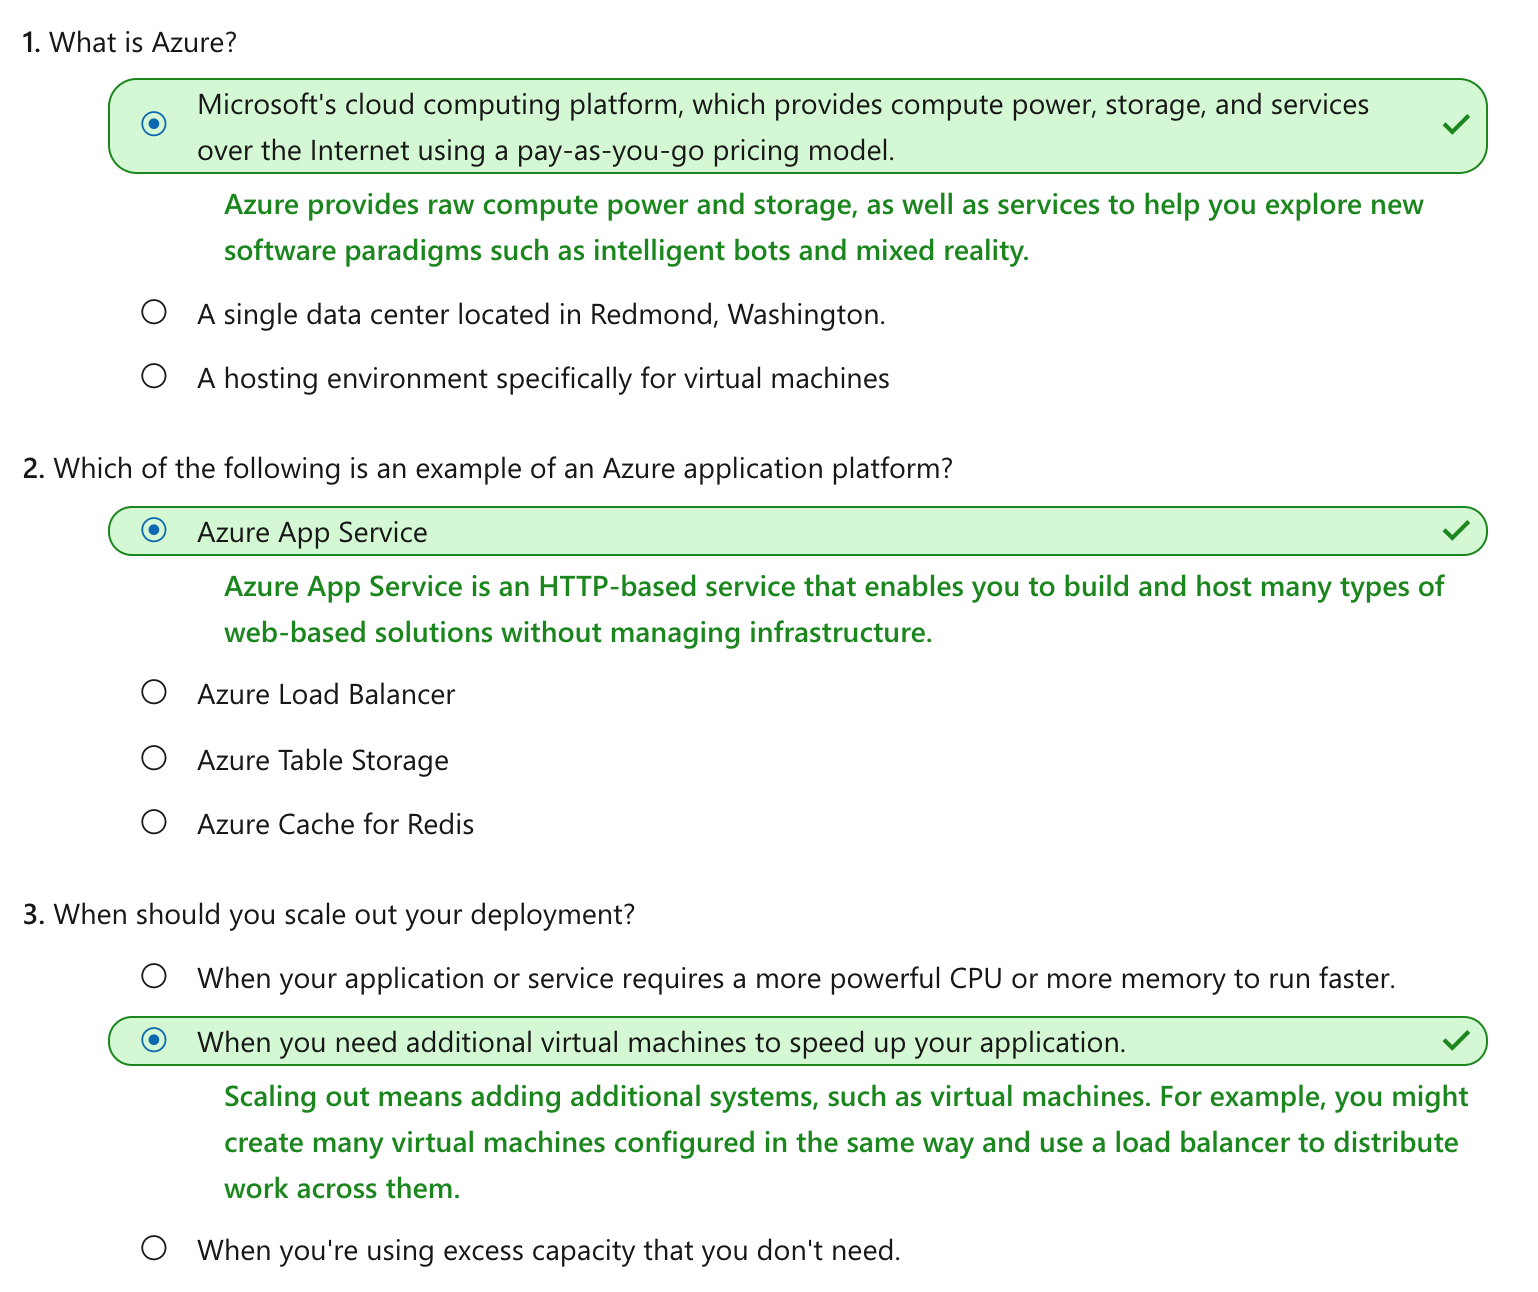 1. What is Azure?
Microsoft's cloud computing platform, which provides compute power, storage, and services
over the Internet using a pay-as-you-go pricing model.
Azure provides raw compute power and storage, as well as services to help you explore new
software paradigms such as intelligent bots and mixed reality.
A single data center located in Redmond, Washington.
A hosting environment specifically for virtual machines
2. Which of the following is an example of an Azure application platform?
Azure App Service
Azure App Service is an HTTP-based service that enables you to build and host many types of
web-based solutions without managing infrastructure.
Azure Load Balancer
Azure Table Storage
Azure Cache for Redis
3. When should you scale out your deployment?
When your application or service requires a more powerful CPU or more memory to run faster.
When you need additional virtual machines to speed up your application.
Scaling out means adding additional systems, such as virtual machines. For example, you might
create many virtual machines configured in the same way and use a load balancer to distribute
work across them.
When you're using excess capacity that you don't need.